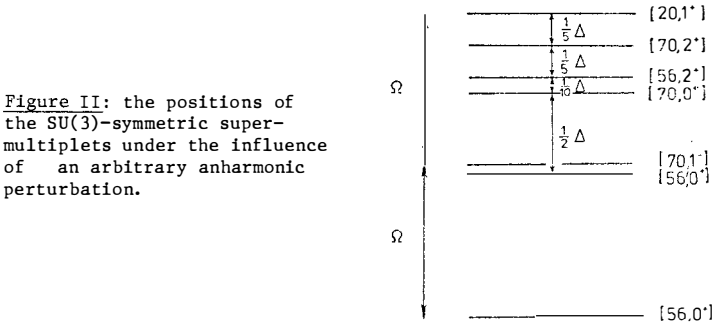 Figure II: the positions of
the SU(3)-symmetric super-
multiplets under the influence
of an arbitrary anharmonic
perturbation.
Ω
Ω
1/5 Δ
1/5 Δ
1/10 Δ
1/2 Δ
[20,1⁺]
[70,2⁺]
[56,2⁺]
[70,0⁺]
[70,1⁻]
[56,0⁺]
[56,0⁺]